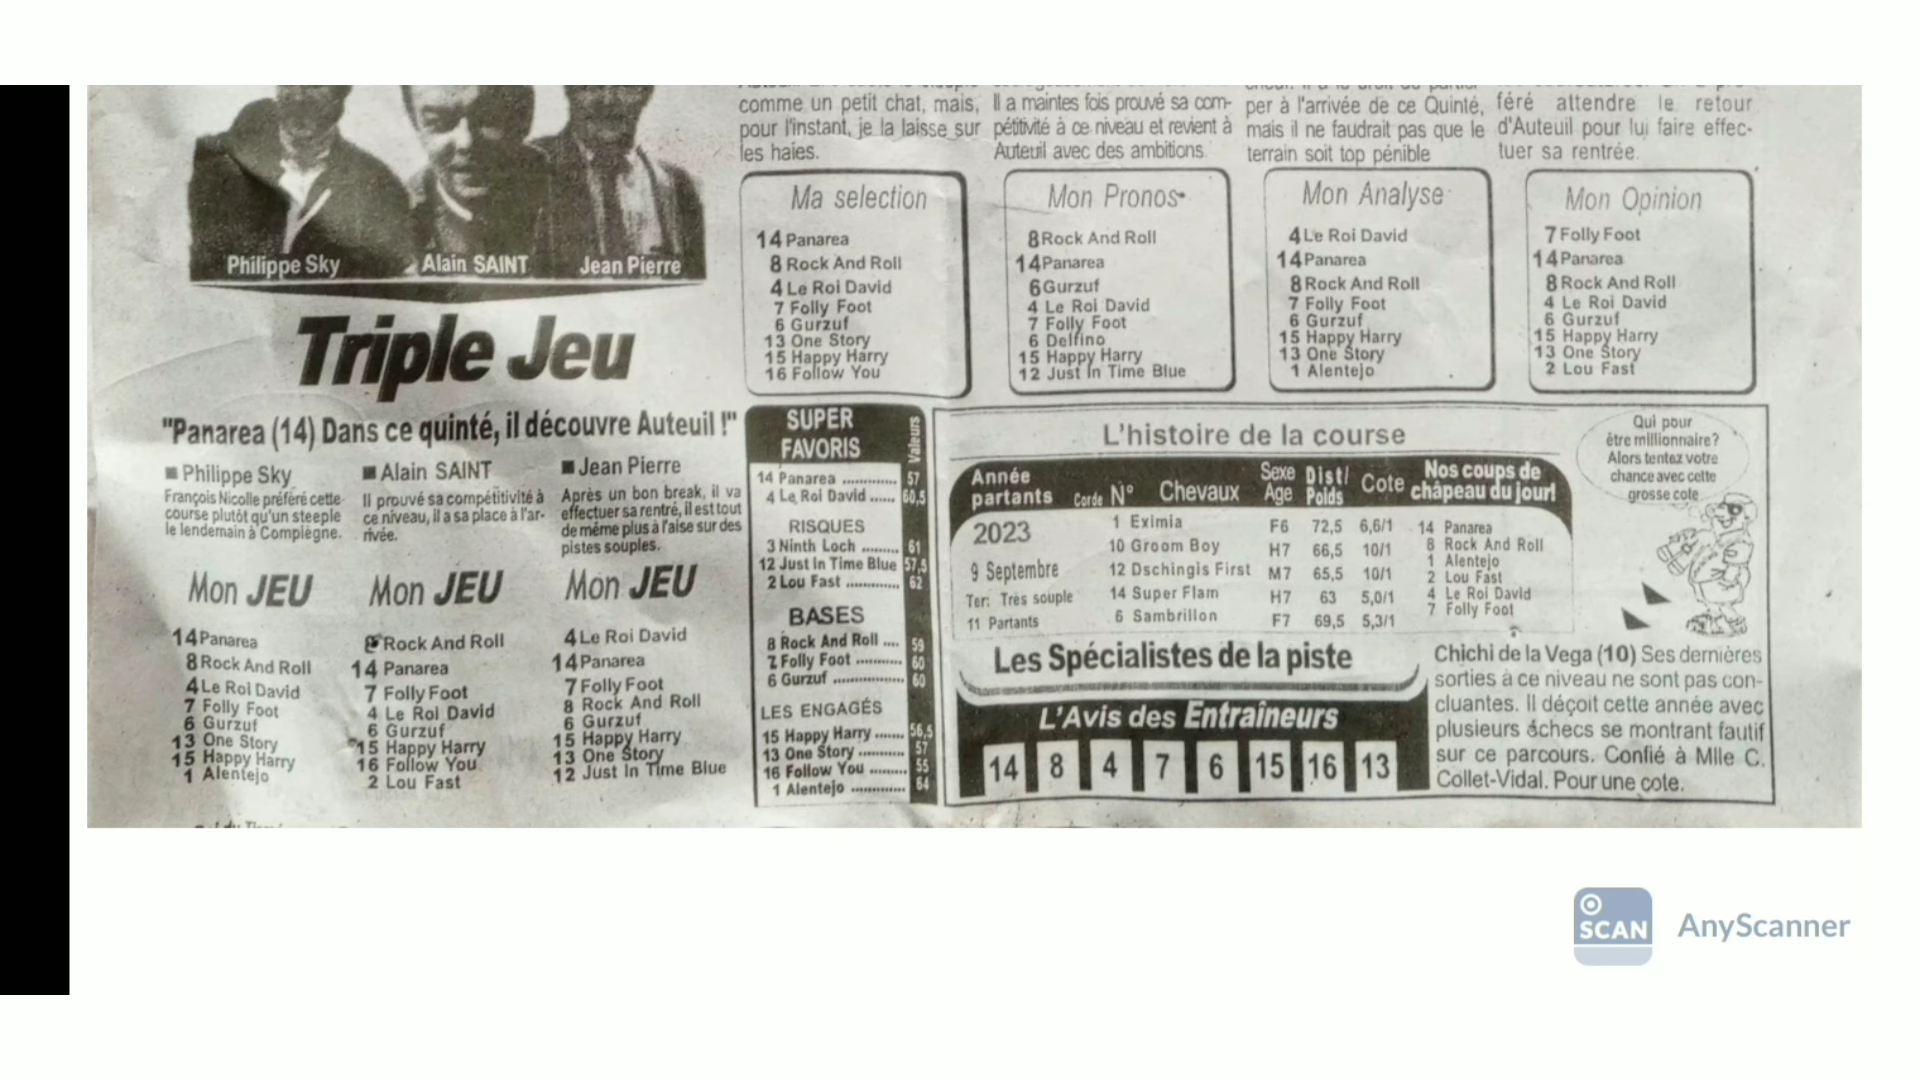 comme un petit chat, mais,
pour l'instant, je la laisse sur
les haies.
Il a maintes fois prouvé sa com-
pétitivité à ce niveau et revient à
Auteuil avec des ambitions.
per à l'arrivée de ce Quinté,
mais il ne faudrait pas que le
terrain soit top pénible
féré attendre le retour
d'Auteuil pour lui faire effec-
tuer sa rentrée.
Philippe Sky
Alain SAINT
Jean Pierre
Triple Jeu
Ma selection
14 Panarea
8 Rock And Roll
4 Le Roi David
7 Folly Foot
6 Gurzuf
13 One Story
15 Happy Harry
16 Follow You
Mon Pronos
8 Rock And Roll
14 Panarea
6 Gurzuf
4 Le Roi David
7 Folly Foot
6 Delfino
15 Happy Harry
12 Just In Time Blue
Mon Analyse
4 Le Roi David
14 Panarea
8 Rock And Roll
7 Folly Foot
6 Gurzuf
15 Happy Harry
13 One Story
1 Alentejo
Mon Opinion
7 Folly Foot
14 Panarea
8 Rock And Roll
4 Le Roi David
6 Gurzuf
15 Happy Harry
13 One Story
2 Lou Fast
"Panarea (14) Dans ce quinté, il découvre Auteuil !"
■ Philippe Sky
François Nicolle préféré cette
course plutôt qu'un steeple
le lendemain à Compiègne.
Mon JEU
14 Panarea
8 Rock And Roll
4 Le Roi David
7 Folly Foot
6 Gurzuf
13 One Story
15 Happy Harry
1 Alentejo
■ Alain SAINT
Il prouvé sa compétitivité à
ce niveau, il a sa place à l'ar-
rivée.
Mon JEU
8 Rock And Roll
14 Panarea
7 Folly Foot
4 Le Roi David
6 Gurzuf
15 Happy Harry
16 Follow You
2 Lou Fast
■ Jean Pierre
Après un bon break, il va
effectuer sa rentré, il est tout
de même plus à l'aise sur des
pistes souples.
Mon JEU
4 Le Roi David
14 Panarea
7 Folly Foot
8 Rock And Roll
6 Gurzuf
15 Happy Harry
13 One Story
12 Just In Time Blue
SUPER
FAVORIS
Valeurs
14 Panarea ............ 57
4 Le Roi David ...... 60,5
RISQUES
3 Ninth Loch ......... 61
12 Just In Time Blue 57,5
2 Lou Fast ............. 62
BASES
8 Rock And Roll .... 59
7 Folly Foot ........... 60
6 Gurzuf ................ 60
LES ENGAGÉS
15 Happy Harry ....... 56,5
13 One Story ........... 57
16 Follow You ......... 55
1 Alentejo ............. 64
L'histoire de la course
Année partants Corde N° Chevaux Sexe Age Dist/ Poids Cote Nos coups de châpeau du jour!
2023
9 Septembre
Ter: Très souple
11 Partants
1 Eximia F6 72,5 6,6/1
10 Groom Boy H7 66,5 10/1
12 Dschingis First M7 65,5 10/1
14 Super Flam H7 63 5,0/1
6 Sambrillon F7 69,5 5,3/1
14 Panarea
8 Rock And Roll
1 Alentejo
2 Lou Fast
4 Le Roi David
7 Folly Foot
Qui pour
être millionnaire?
Alors tentez votre
chance avec cette
grosse cote
Les Spécialistes de la piste
L'Avis des Entraîneurs
14 8 4 7 6 15 16 13
Chichi de la Vega (10) Ses dernières
sorties à ce niveau ne sont pas con-
cluantes. Il déçoit cette année avec
plusieurs échecs se montrant fautif
sur ce parcours. Confié à Mlle C.
Collet-Vidal. Pour une cote.
SCAN AnyScanner